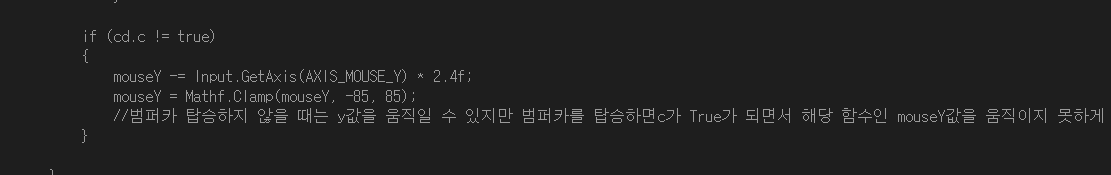 }
if (cd.c != true)
{
mouseY -= Input.GetAxis(AXIS_MOUSE_Y) * 2.4f;
mouseY = Mathf.Clamp(mouseY, -85, 85);
//범퍼카 탑승하지 않을 때는 y값을 움직일 수 있지만 범퍼카를 탑승하면c가 True가 되면서 해당 함수인 mouseY값을 움직이지 못하게
}
}